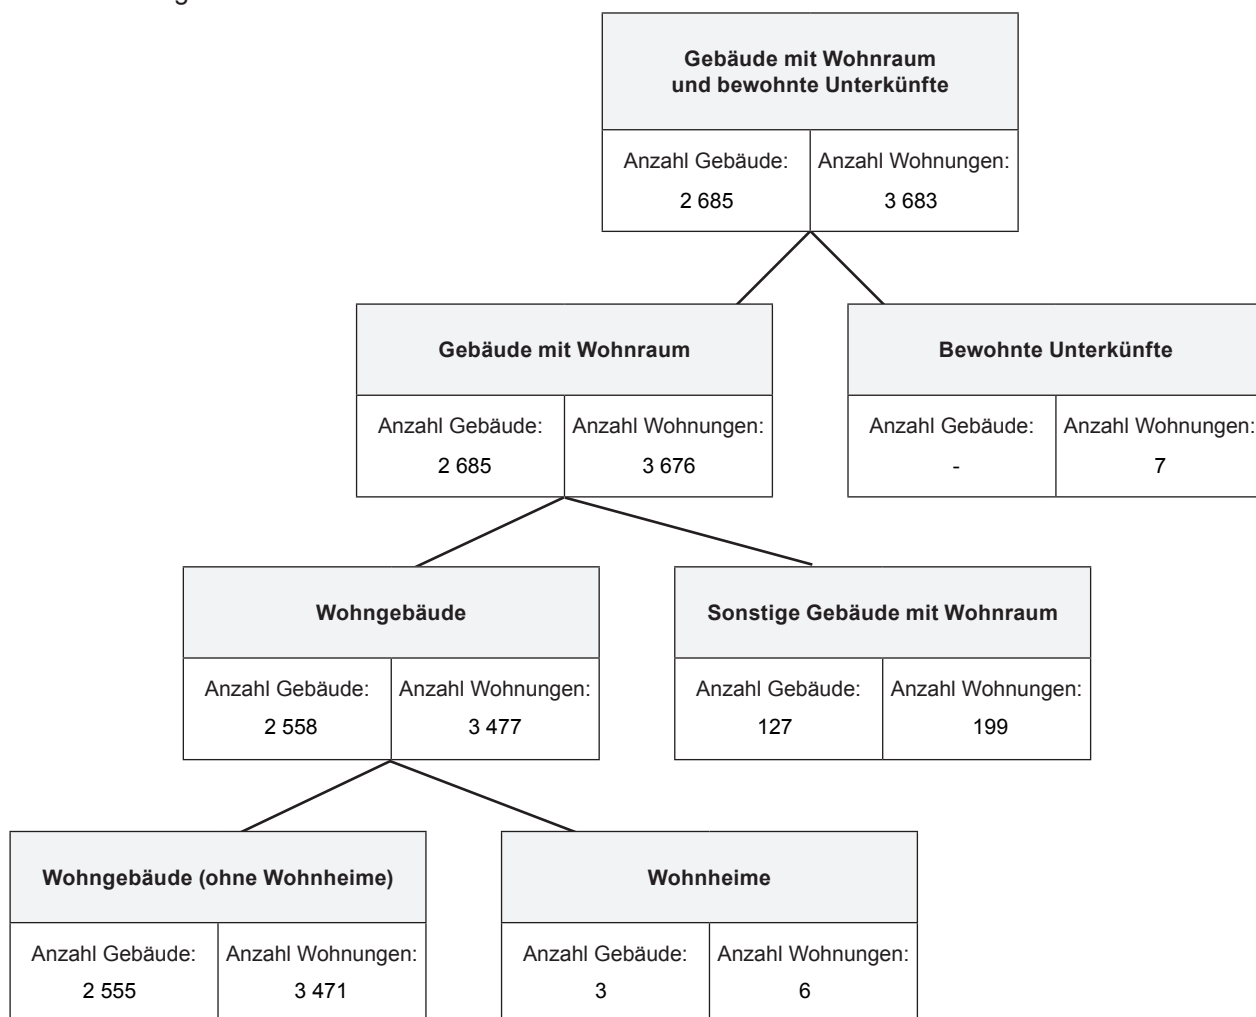 Gebäude mit Wohnraum
und bewohnte Unterkünfte
Anzahl Gebäude: Anzahl Wohnungen:
2 685 3 683
Gebäude mit Wohnraum Bewohnte Unterkünfte
Anzahl Gebäude: Anzahl Wohnungen: Anzahl Gebäude: Anzahl Wohnungen:
2 685 3 676 - 7
Wohngebäude Sonstige Gebäude mit Wohnraum
Anzahl Gebäude: Anzahl Wohnungen: Anzahl Gebäude: Anzahl Wohnungen:
2 558 3 477 127 199
Wohngebäude (ohne Wohnheime) Wohnheime
Anzahl Gebäude: Anzahl Wohnungen: Anzahl Gebäude: Anzahl Wohnungen:
2 555 3 471 3 6